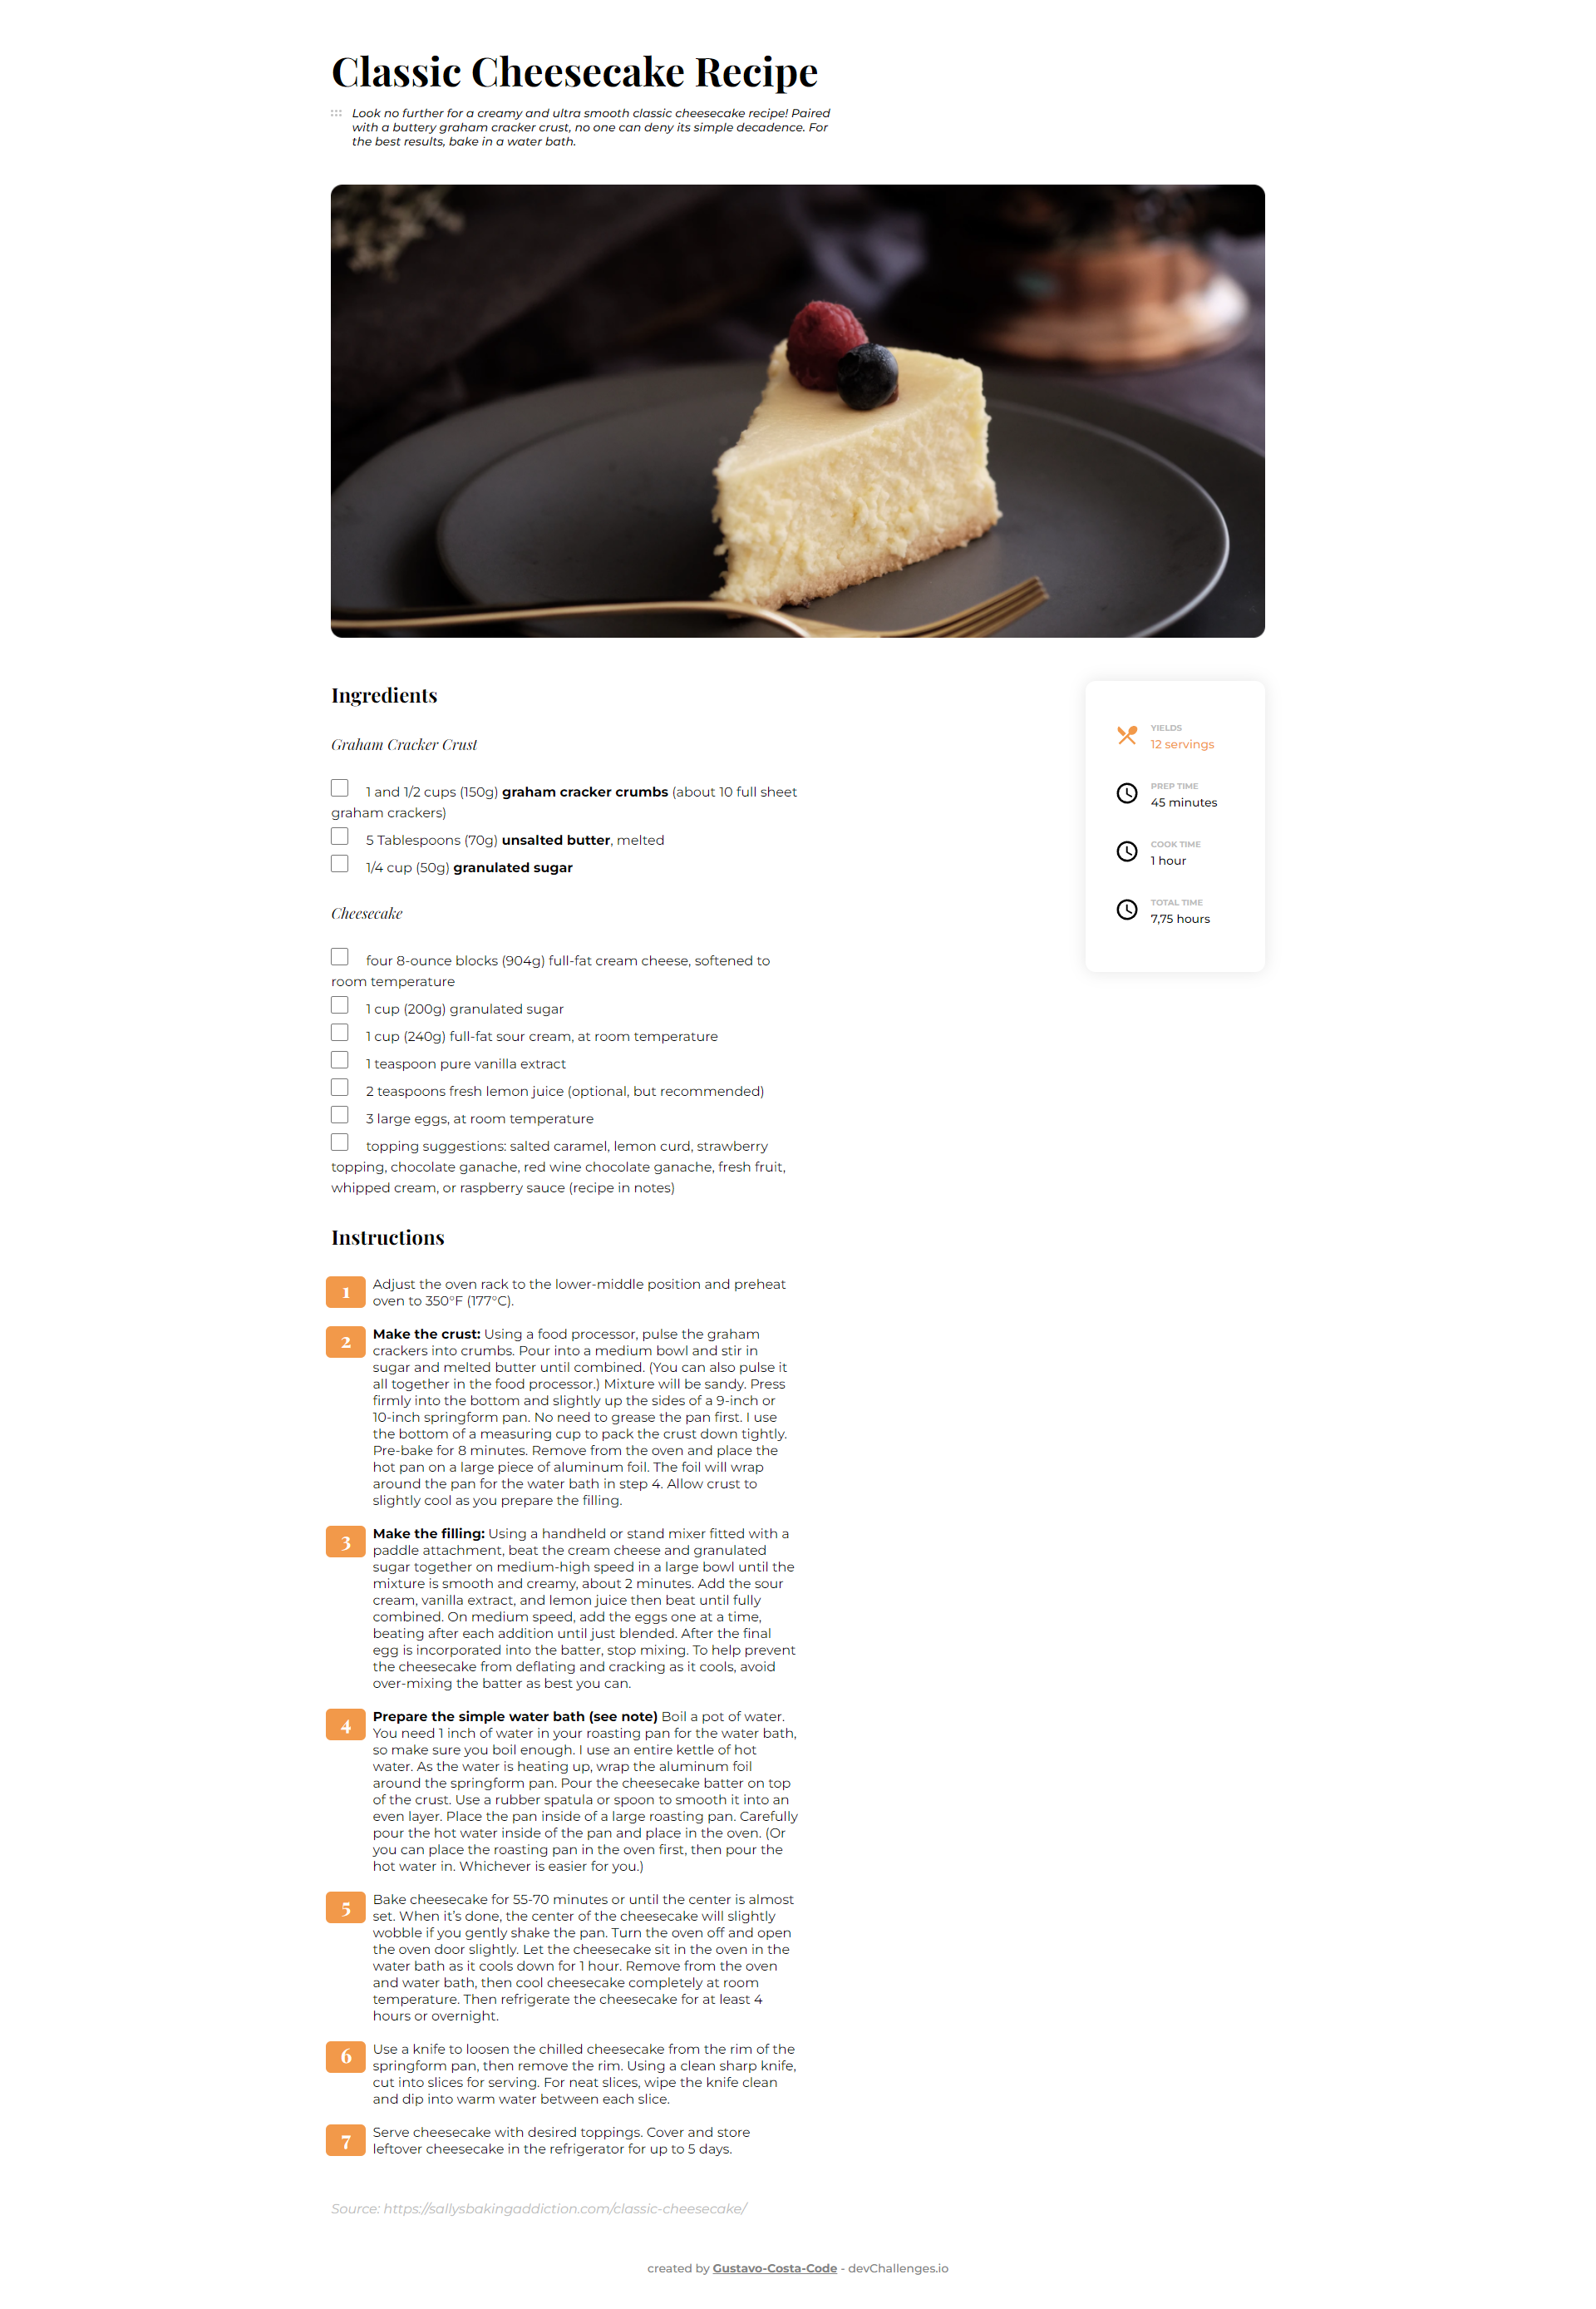 Classic Cheesecake Recipe
Look no further for a creamy and ultra smooth classic cheesecake recipe! Paired
with a buttery graham cracker crust, no one can deny its simple decadence. For
the best results, bake in a water bath.
Ingredients
Graham Cracker Crust
1 and 1/2 cups (150g) graham cracker crumbs (about 10 full sheet
graham crackers)
5 Tablespoons (70g) unsalted butter, melted
1/4 cup (50g) granulated sugar
Cheesecake
four 8-ounce blocks (904g) full-fat cream cheese, softened to
room temperature
1 cup (200g) granulated sugar
1 cup (240g) full-fat sour cream, at room temperature
1 teaspoon pure vanilla extract
2 teaspoons fresh lemon juice (optional, but recommended)
3 large eggs, at room temperature
topping suggestions: salted caramel, lemon curd, strawberry
topping, chocolate ganache, red wine chocolate ganache, fresh fruit,
whipped cream, or raspberry sauce (recipe in notes)
YIELDS
12 servings
PREP TIME
45 minutes
COOK TIME
1 hour
TOTAL TIME
7,75 hours
Instructions
1 Adjust the oven rack to the lower-middle position and preheat
oven to 350°F (177°C).
2 Make the crust: Using a food processor, pulse the graham
crackers into crumbs. Pour into a medium bowl and stir in
sugar and melted butter until combined. (You can also pulse it
all together in the food processor.) Mixture will be sandy. Press
firmly into the bottom and slightly up the sides of a 9-inch or
10-inch springform pan. No need to grease the pan first. I use
the bottom of a measuring cup to pack the crust down tightly.
Pre-bake for 8 minutes. Remove from the oven and place the
hot pan on a large piece of aluminum foil. The foil will wrap
around the pan for the water bath in step 4. Allow crust to
slightly cool as you prepare the filling.
3 Make the filling: Using a handheld or stand mixer fitted with a
paddle attachment, beat the cream cheese and granulated
sugar together on medium-high speed in a large bowl until the
mixture is smooth and creamy, about 2 minutes. Add the sour
cream, vanilla extract, and lemon juice then beat until fully
combined. On medium speed, add the eggs one at a time,
beating after each addition until just blended. After the final
egg is incorporated into the batter, stop mixing. To help prevent
the cheesecake from deflating and cracking as it cools, avoid
over-mixing the batter as best you can.
4 Prepare the simple water bath (see note) Boil a pot of water.
You need 1 inch of water in your roasting pan for the water bath,
so make sure you boil enough. I use an entire kettle of hot
water. As the water is heating up, wrap the aluminum foil
around the springform pan. Pour the cheesecake batter on top
of the crust. Use a rubber spatula or spoon to smooth it into an
even layer. Place the pan inside of a large roasting pan. Carefully
pour the hot water inside of the pan and place in the oven. (Or
you can place the roasting pan in the oven first, then pour the
hot water in. Whichever is easier for you.)
5 Bake cheesecake for 55-70 minutes or until the center is almost
set. When it’s done, the center of the cheesecake will slightly
wobble if you gently shake the pan. Turn the oven off and open
the oven door slightly. Let the cheesecake sit in the oven in the
water bath as it cools down for 1 hour. Remove from the oven
and water bath, then cool cheesecake completely at room
temperature. Then refrigerate the cheesecake for at least 4
hours or overnight.
6 Use a knife to loosen the chilled cheesecake from the rim of the
springform pan, then remove the rim. Using a clean sharp knife,
cut into slices for serving. For neat slices, wipe the knife clean
and dip into warm water between each slice.
7 Serve cheesecake with desired toppings. Cover and store
leftover cheesecake in the refrigerator for up to 5 days.
Source: https://sallysbakingaddiction.com/classic-cheesecake/
created by Gustavo-Costa-Code - devChallenges.io